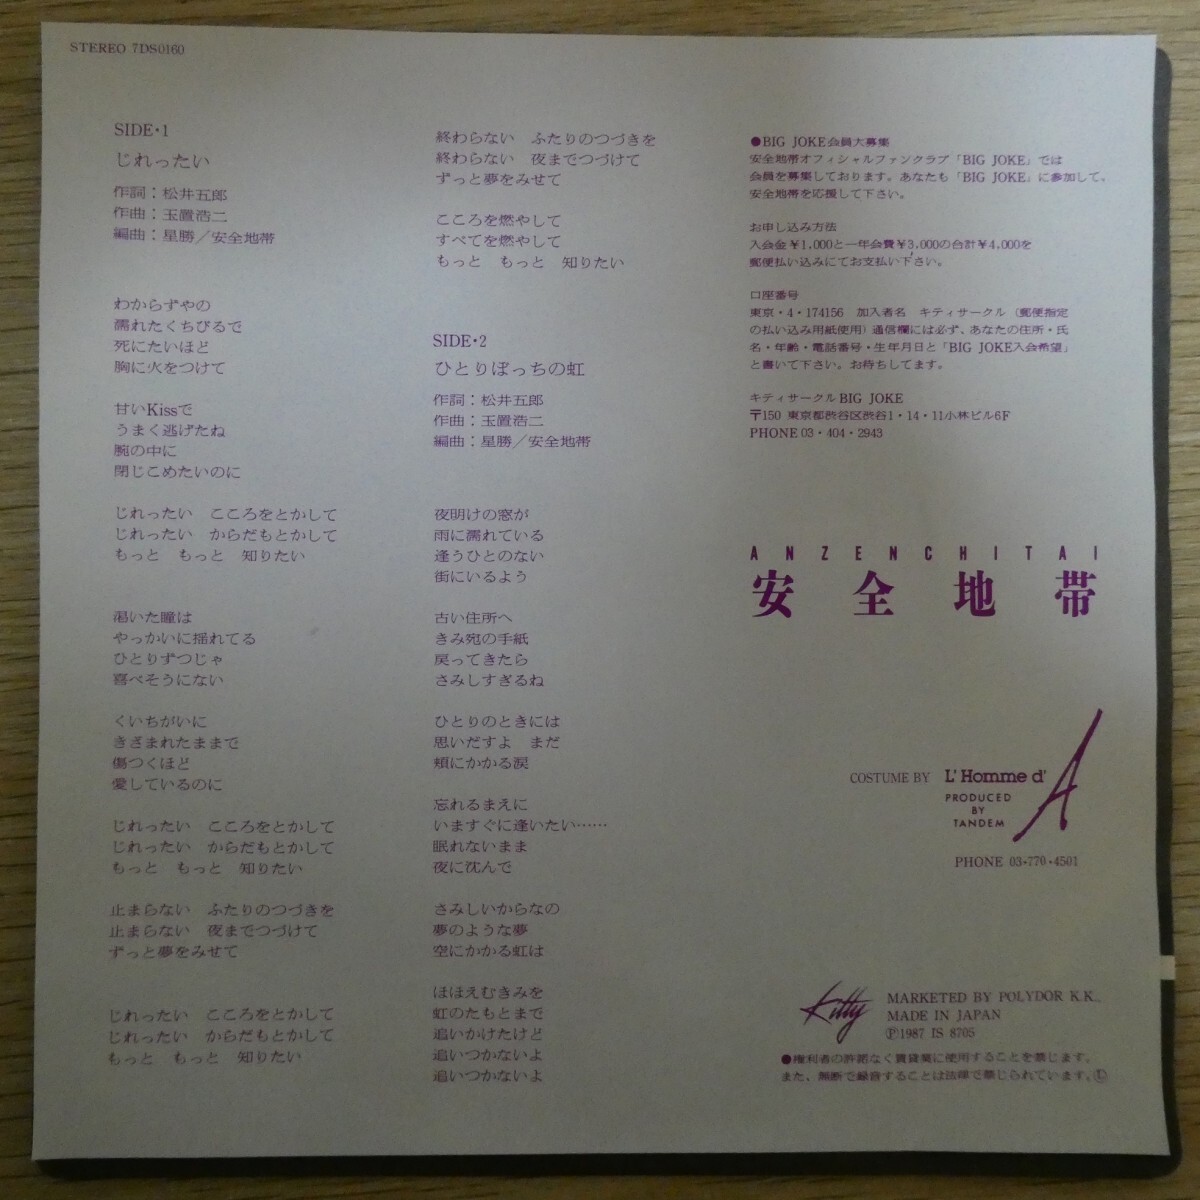 STEREO 7DS0160
SIDE・1
じれったい
作詞：松井五郎
作曲：玉置浩二
編曲：星勝／安全地帯
わからずやの
濡れたくちびるで
死にたいほど
胸に火をつけて
甘いKissで
うまく逃げたね
腕の中に
閉じこめたいのに
じれったい　こころをとかして
じれったい　からだもとかして
もっと　もっと　知りたい
渇いた瞳は
やっかいに揺れてる
ひとりずつじゃ
喜べそうにない
くいちがいに
きざまれたままで
傷つくほど
愛しているのに
じれったい　こころをとかして
じれったい　からだもとかして
もっと　もっと　知りたい
止まらない　ふたりのつづきを
止まらない　夜までつづけて
ずっと夢をみせて
じれったい　こころをとかして
じれったい　からだもとかして
もっと　もっと　知りたい
終わらない　ふたりのつづきを
終わらない　夜までつづけて
ずっと夢をみせて
こころを燃やして
すべてを燃やして
もっと　もっと　知りたい
SIDE・2
ひとりぼっちの虹
作詞：松井五郎
作曲：玉置浩二
編曲：星勝／安全地帯
夜明けの窓が
雨に濡れている
逢うひとのない
街にいるよう
古い住所へ
きみ宛の手紙
戻ってきたら
さみしすぎるね
ひとりのときには
思いだすよ　まだ
頬にかかる涙
忘れるまえに
いますぐに逢いたい……
眠れないまま
夜に沈んで
さみしいからなの
夢のような夢
空にかかる虹は
ほほえむきみを
虹のたもとまで
追いかけたけど
追いつかないよ
追いつかないよ
●BIG JOKE会員大募集
安全地帯オフィシャルファンクラブ「BIG JOKE」では
会員を募集しております。あなたも「BIG JOKE」に参加して、
安全地帯を応援して下さい。
お申し込み方法
入会金￥1,000と一年会費￥3,000の合計￥4,000を
郵便払い込みにてお支払い下さい。
口座番号
東京・4・174156　加入者名　キティサークル（郵便指定
の払い込み用紙使用）通信欄には必ず、あなたの住所・氏
名・年齢・電話番号・生年月日と「BIG JOKE入会希望」
と書いて下さい。お待ちしてます。
キティサークルBIG JOKE
〒150 東京都渋谷区渋谷1・14・11小林ビル6F
PHONE 03・404・2943
ANZENCHITAI
安全地帯
COSTUME BY L'Homme d'A
PRODUCED
BY
TANDEM
PHONE 03・770・4501
Kitty
MARKETED BY POLYDOR K.K.,
MADE IN JAPAN
Ⓟ1987 IS 8705
●権利者の許諾なく賃貸業に使用することを禁じます。
また、無断で録音することは法律で禁じられています。Ⓛ